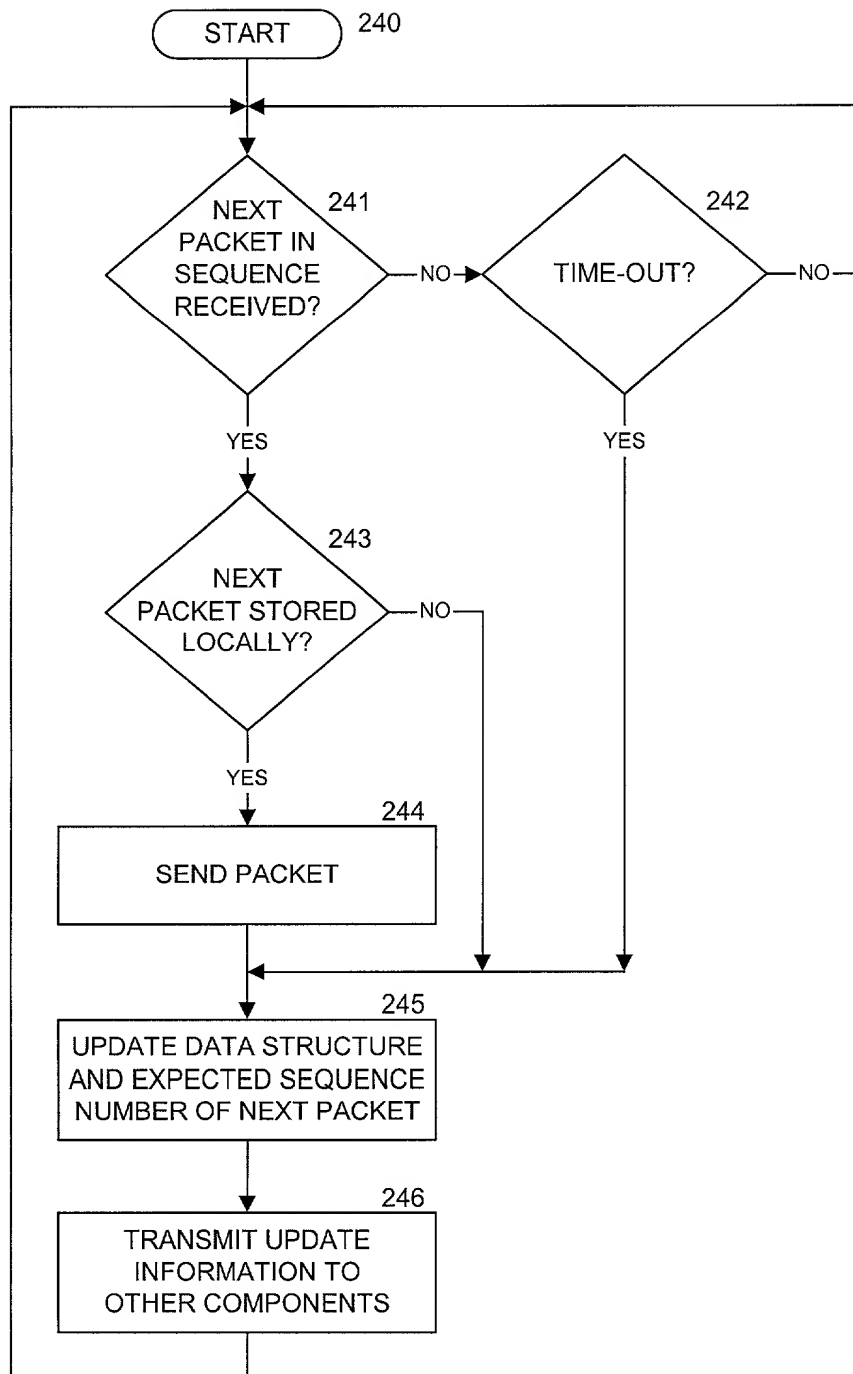 START
240
NEXT
PACKET IN
SEQUENCE
RECEIVED?
241
NO
TIME-OUT?
242
NO
YES
YES
NEXT
PACKET STORED
LOCALLY?
243
NO
YES
244
SEND PACKET
245
UPDATE DATA STRUCTURE
AND EXPECTED SEQUENCE
NUMBER OF NEXT PACKET
246
TRANSMIT UPDATE
INFORMATION TO
OTHER COMPONENTS